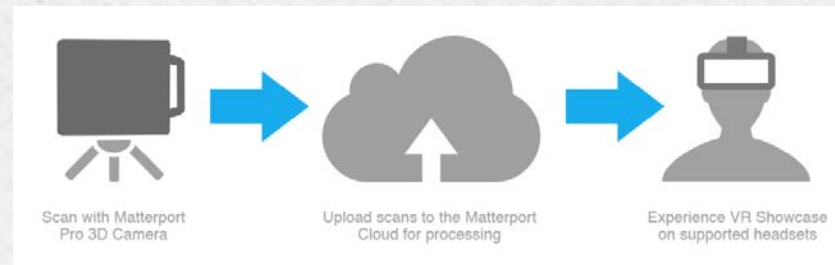 Scan with Matterport
Pro 3D Camera
Upload scans to the Matterport
Cloud for processing
Experience VR Showcase
on supported headsets